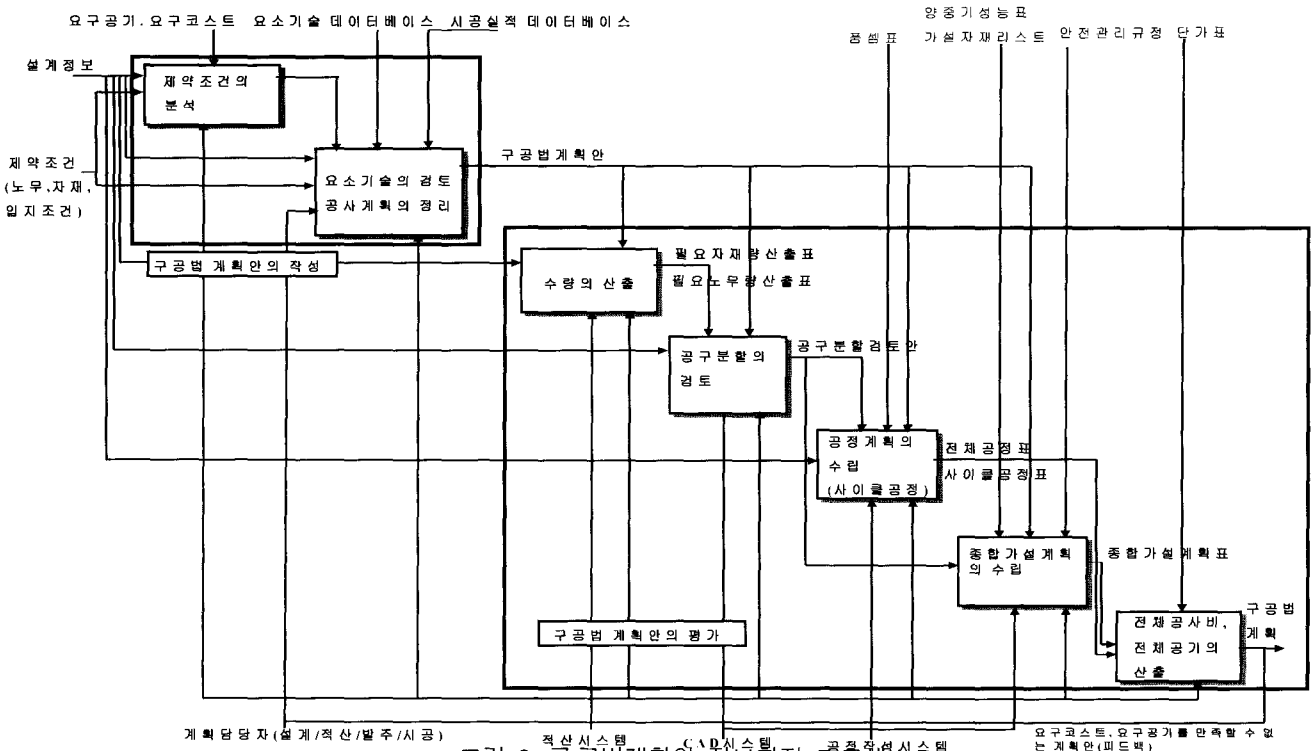 요구공기.요구코스트 요소기술 데이터베이스 시공실적 데이터베이스
양중기성능표
품셈표 가설자재리스트 안전관리규정 단가표
설계정보
제약조건의
분석
제약조건
(노무,자재,
입지조건)
요소기술의 검토
공사계획의 정리
구공법계획안
구공법 계획안의 작성
수량의 산출
필요자재량산출표
필요노무량산출표
공구분할의
검토
공구분할검토안
공정계획의
수립
(사이클공정)
전체공정표
사이클공정표
종합가설계획
의 수립
종합가설계획표
구공법 계획안의 평가
전체공사비,
전체공기의
산출
구공법
계획
계획담당자(설계/적산/발주/시공)
적산시스템
CAD시스템
공정작성시스템
요구코스트,요구공기를 만족할 수 없
는 계획안(피드백)